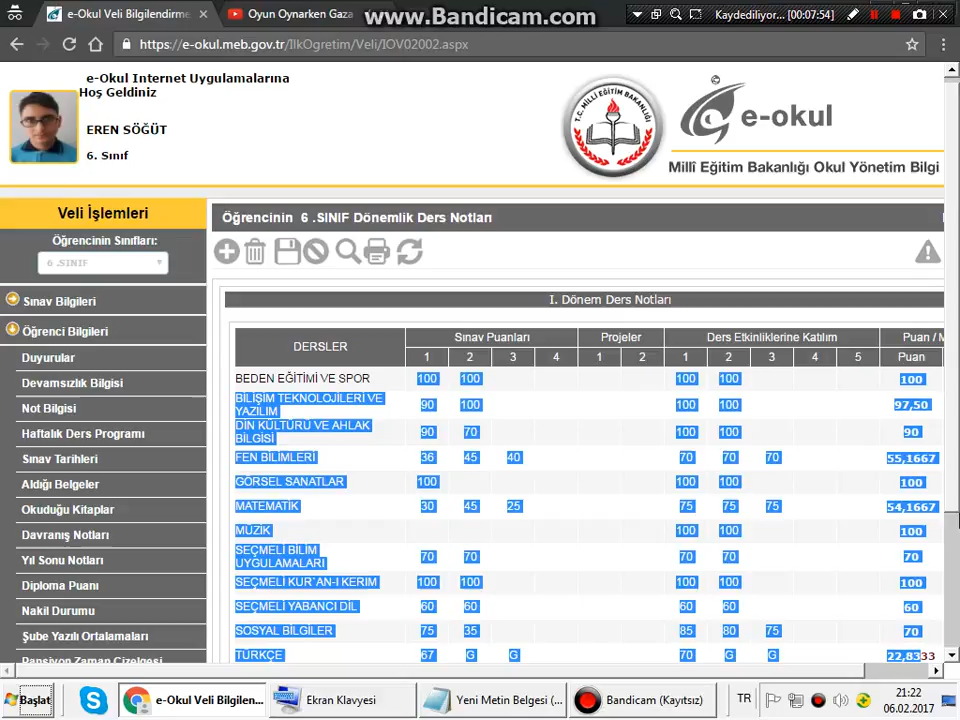 e-Okul Veli Bilgilendirme
Oyun Oynarken Gaza
www.Bandicam.com
Kaydediliyor... [00:07:54]
https://e-okul.meb.gov.tr/IlkOgretim/Veli/IOV02002.aspx
e-Okul Internet Uygulamalarına
Hoş Geldiniz
EREN SÖĞÜT
6. Sınıf
T.C. MİLLİ EĞİTİM BAKANLIĞI
e-okul
Millî Eğitim Bakanlığı Okul Yönetim Bilgi
Veli İşlemleri
Öğrencinin Sınıfları:
6 .SINIF
Sınav Bilgileri
Öğrenci Bilgileri
Duyurular
Devamsızlık Bilgisi
Not Bilgisi
Haftalık Ders Programı
Sınav Tarihleri
Aldığı Belgeler
Okuduğu Kitaplar
Davranış Notları
Yıl Sonu Notları
Diploma Puanı
Nakil Durumu
Şube Yazılı Ortalamaları
Pansiyon Zaman Çizelgesi
Öğrencinin 6 .SINIF Dönemlik Ders Notları
I. Dönem Ders Notları
DERSLER Sınav Puanları Projeler Ders Etkinliklerine Katılım Puan / M
1 2 3 4 1 2 1 2 3 4 5 Puan
BEDEN EĞİTİMİ VE SPOR 100 100 100 100 100
BİLİŞİM TEKNOLOJİLERİ VE
YAZILIM 90 100 100 100 97,50
DİN KÜLTÜRÜ VE AHLAK
BİLGİSİ 90 70 100 100 90
FEN BİLİMLERİ 36 45 40 70 70 70 55,1667
GÖRSEL SANATLAR 100 100 100 100
MATEMATİK 30 45 25 75 75 75 54,1667
MÜZİK 100 100 100
SEÇMELİ BİLİM
UYGULAMALARI 70 70 70 70 70
SEÇMELİ KUR`AN-I KERİM 100 100 100 100 100
SEÇMELİ YABANCI DİL 60 60 60 60 60
SOSYAL BİLGİLER 75 35 85 80 75 70
TÜRKÇE 67 G G 70 G G 22,8333
Başlat
e-Okul Veli Bilgilen...
Ekran Klavyesi
Yeni Metin Belgesi (...
Bandicam (Kayıtsız)
TR
21:22
06.02.2017